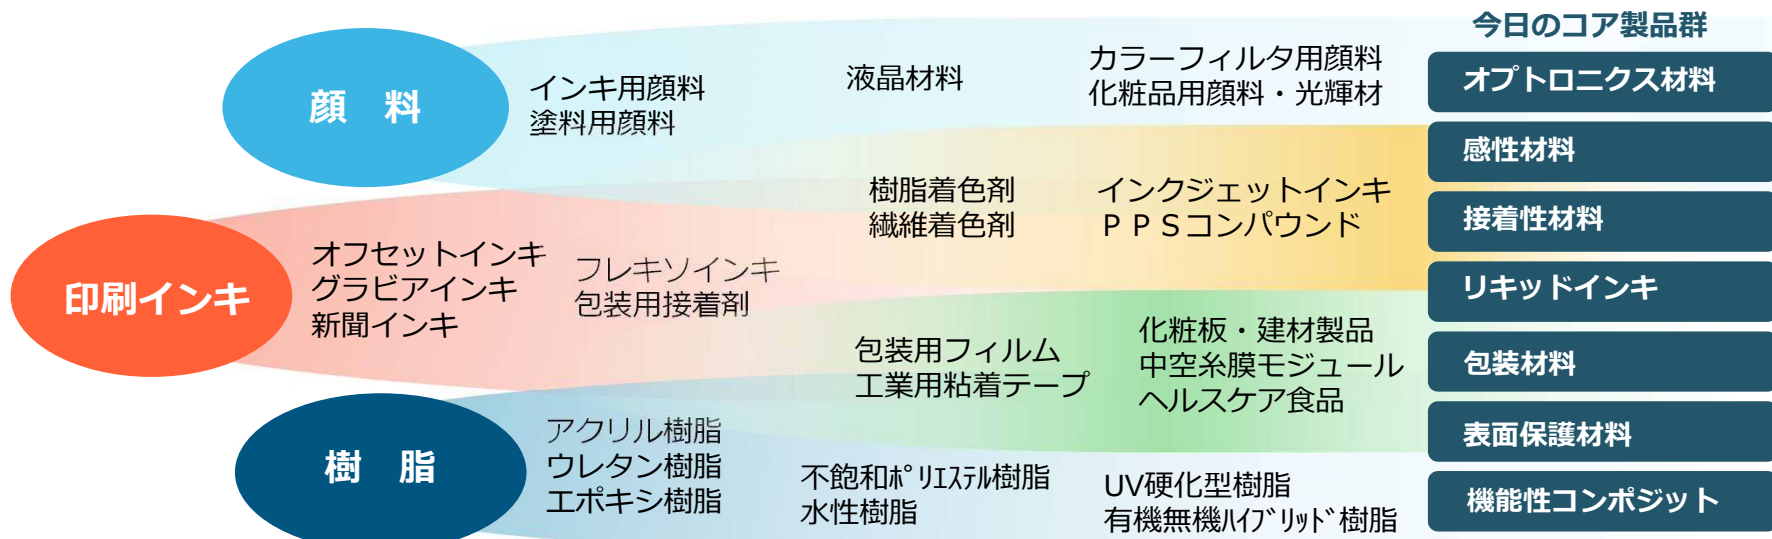 今日のコア製品群
顔 料
インキ用顔料
塗料用顔料
液晶材料
カラーフィルタ用顔料
化粧品用顔料・光輝材
樹脂着色剤
繊維着色剤
インクジェットインキ
ＰＰＳコンパウンド
印刷インキ
オフセットインキ
グラビアインキ
新聞インキ
フレキソインキ
包装用接着剤
包装用フィルム
工業用粘着テープ
化粧板・建材製品
中空糸膜モジュール
ヘルスケア食品
樹 脂
アクリル樹脂
ウレタン樹脂
エポキシ樹脂
不飽和ﾎﾟﾘｴｽﾃﾙ樹脂
水性樹脂
UV硬化型樹脂
有機無機ﾊｲﾌﾞﾘｯﾄﾞ樹脂
オプトロニクス材料
感性材料
接着性材料
リキッドインキ
包装材料
表面保護材料
機能性コンポジット